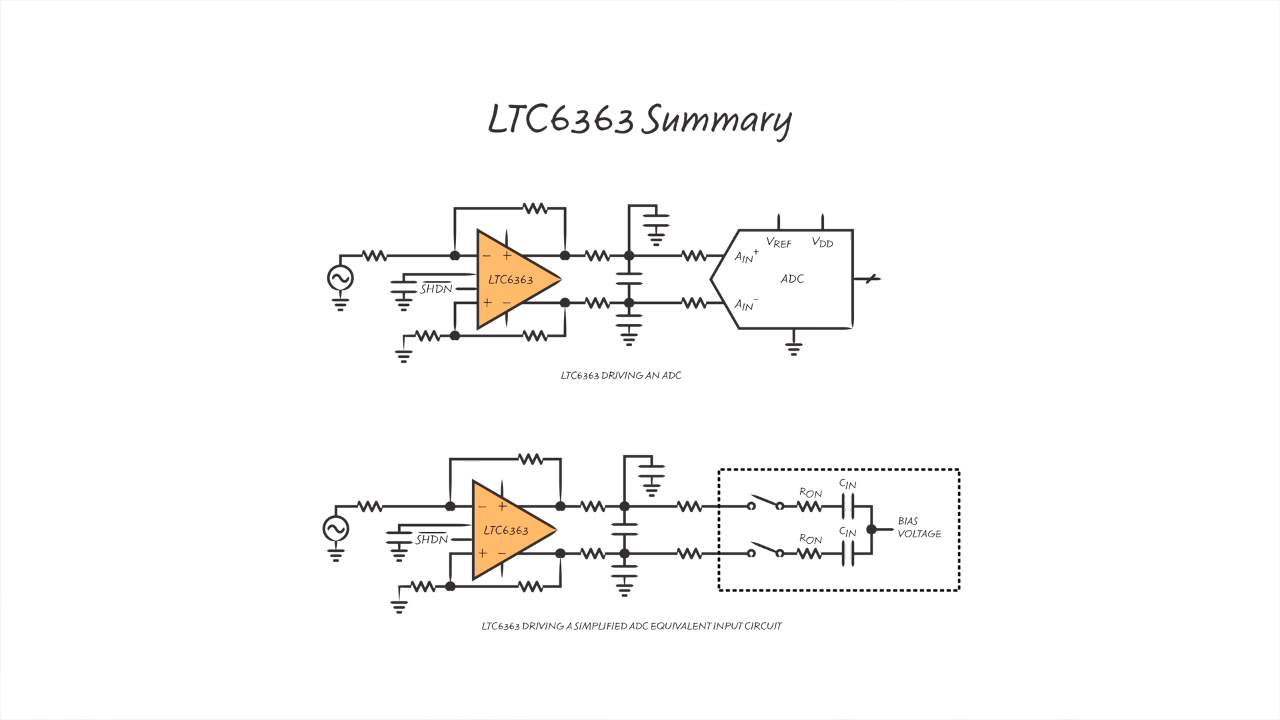 LTC6363 Summary
VREF VDD
AIN+
− +
LTC6363
ADC
SHDN
+ −
AIN−
LTC6363 DRIVING AN ADC
CIN
RON
− +
BIAS
LTC6363
VOLTAGE
SHDN
CIN
RON
+ −
LTC6363 DRIVING A SIMPLIFIED ADC EQUIVALENT INPUT CIRCUIT